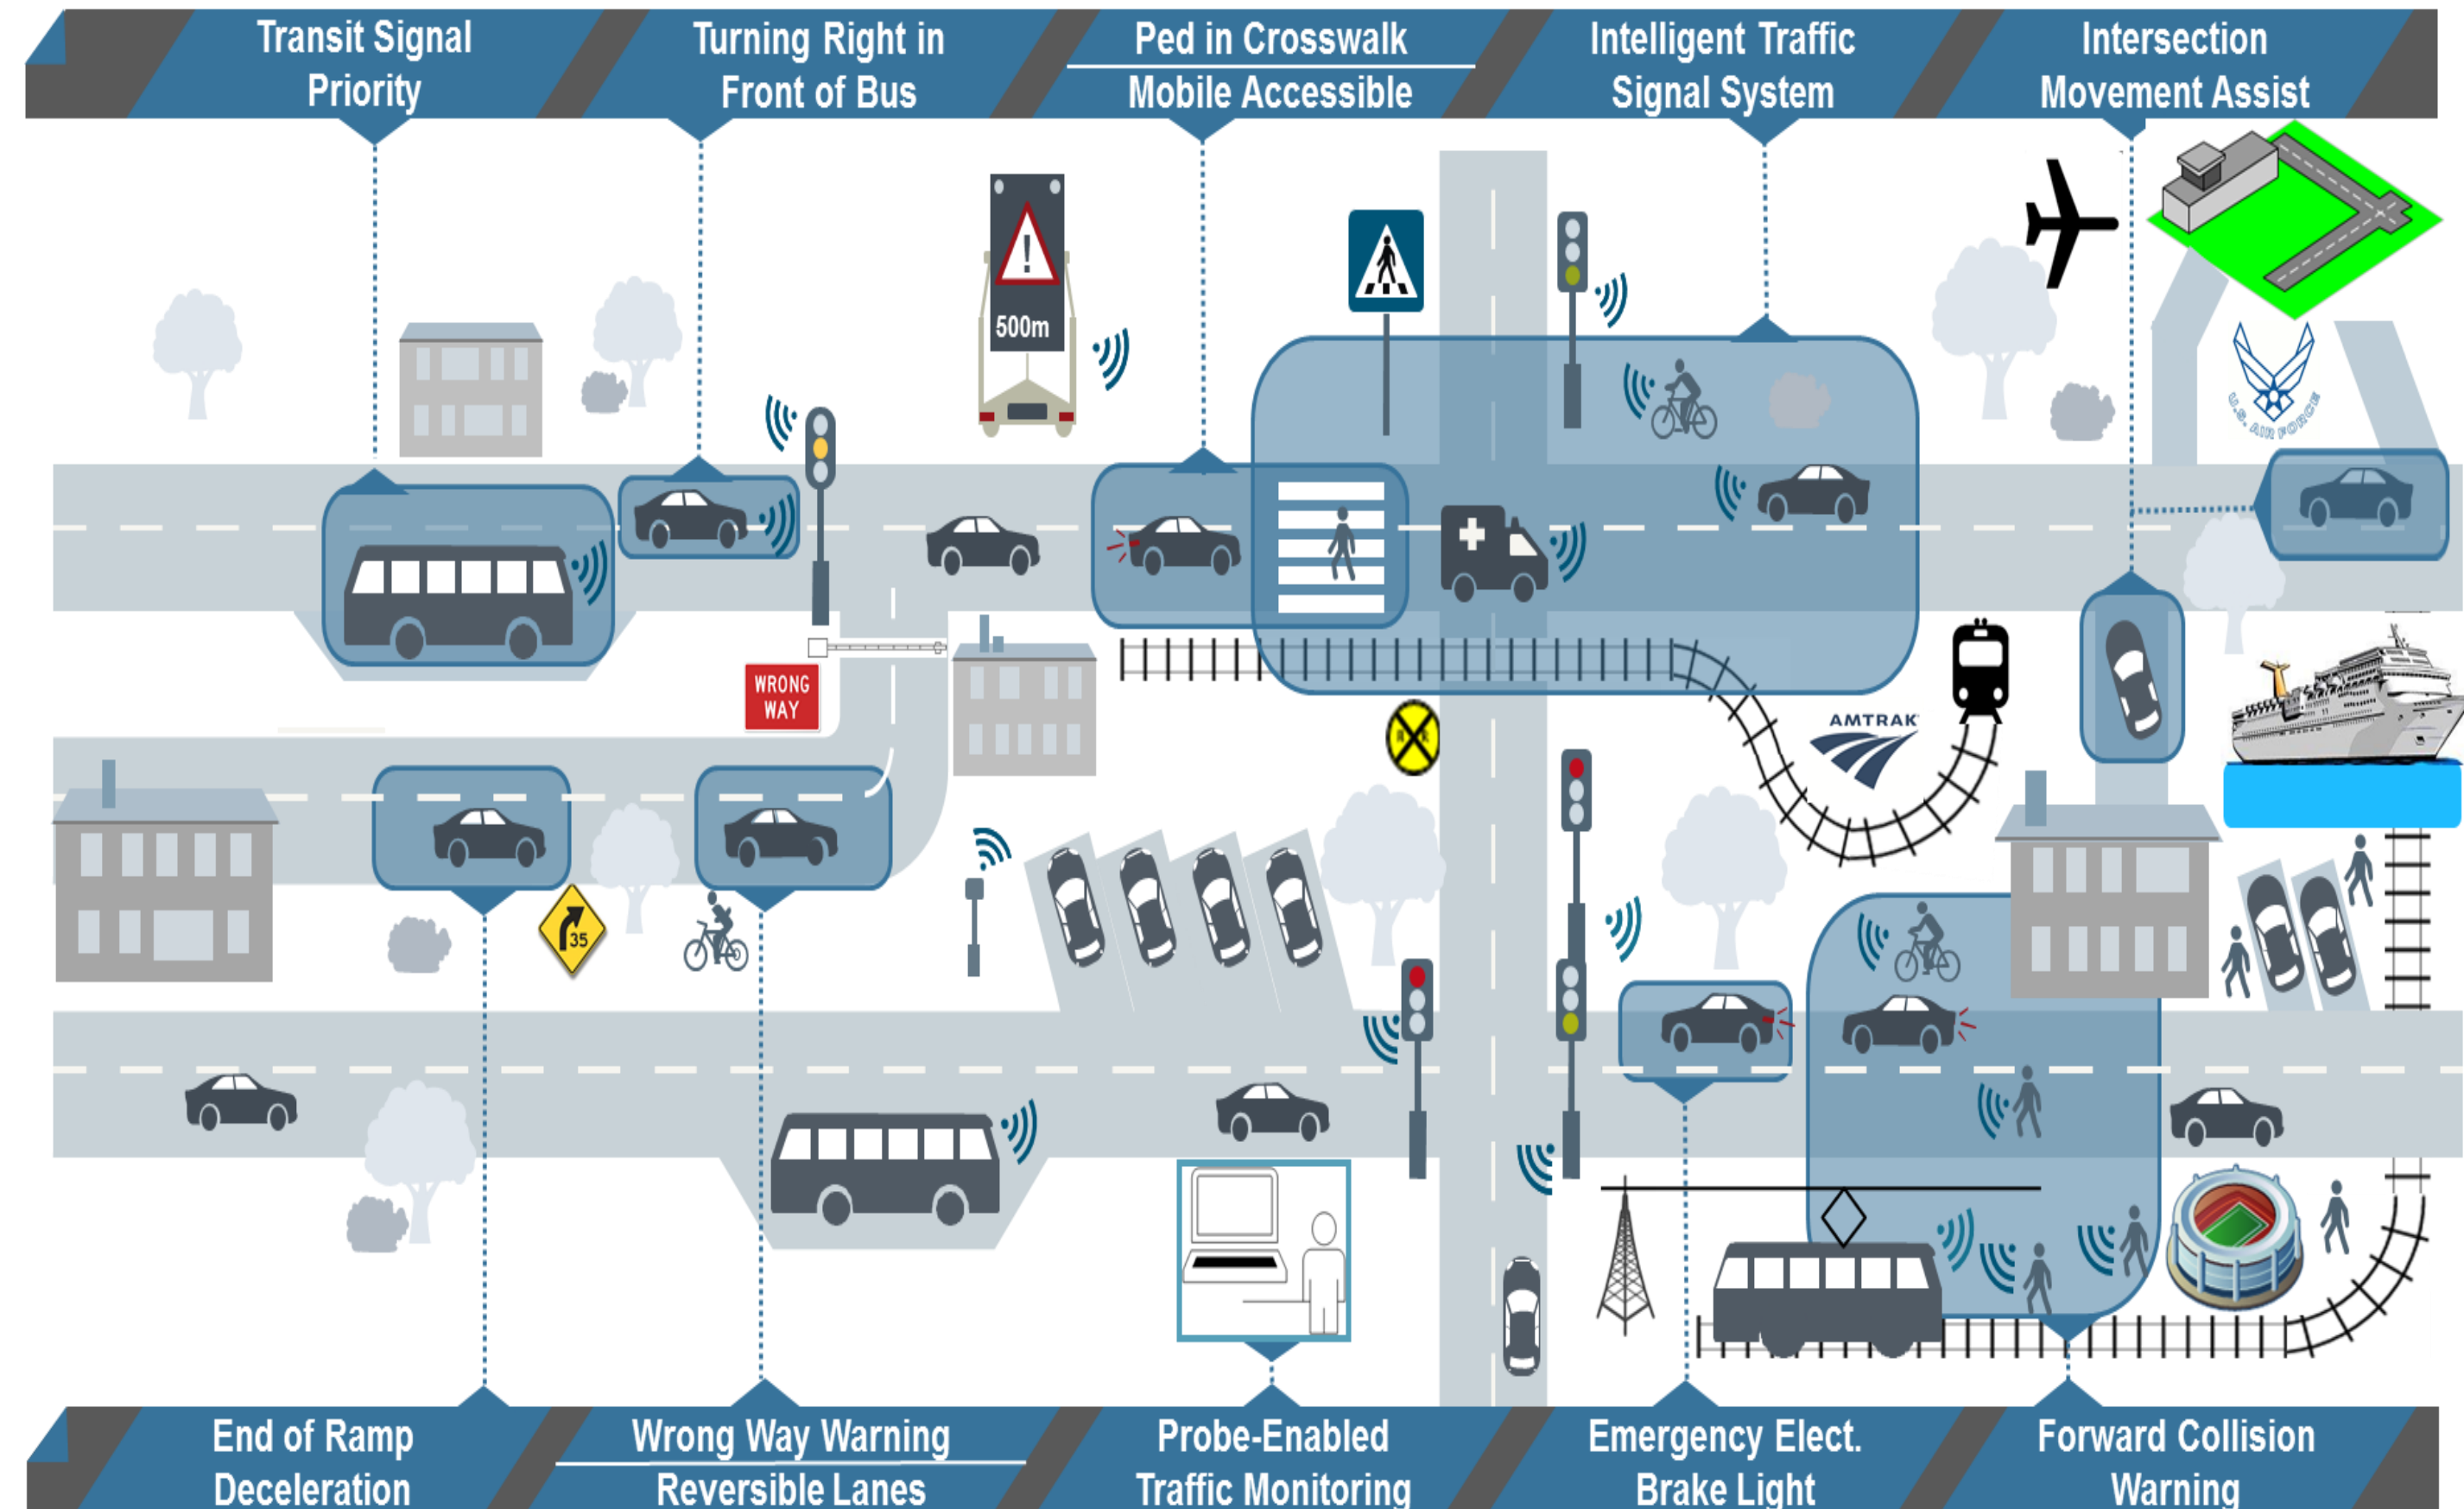 Transit Signal
Priority
Turning Right in
Front of Bus
Ped in Crosswalk
Mobile Accessible
Intelligent Traffic
Signal System
Intersection
Movement Assist
!
500m
U.S. AIR FORCE
WRONG
WAY
AMTRAK
35
End of Ramp
Deceleration
Wrong Way Warning
Reversible Lanes
Probe-Enabled
Traffic Monitoring
Emergency Elect.
Brake Light
Forward Collision
Warning